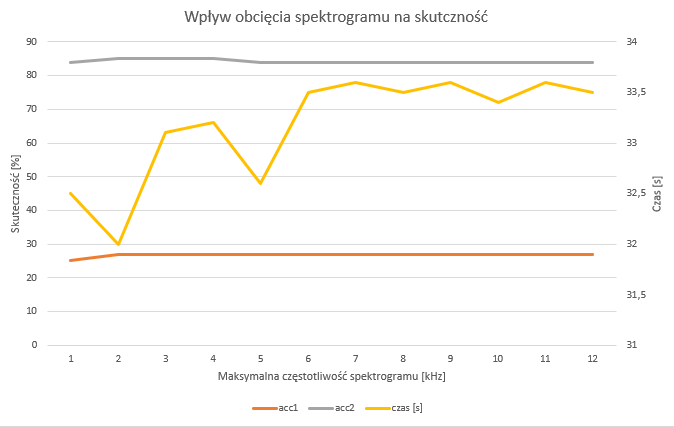 Wpływ obcięcia spektrogramu na skutczność
90
80
70
60
50
40
30
20
10
0
Skuteczność [%]
34
33,5
33
32,5
32
31,5
31
Czas [s]
1 2 3 4 5 6 7 8 9 10 11 12
Maksymalna częstotliwość spektrogramu [kHz]
acc1 acc2 czas [s]